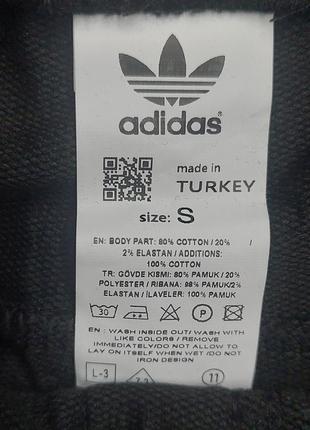 adidas
made in
TURKEY
size: S
EN: BODY PART: 80% COTTON / 20% /
2% ELASTAN / ADDITIONS:
100% COTTON
TR: GÖVDE KISMI: 80% PAMUK / 20%
POLYESTER / RIBANA: 98% PAMUK/2%
ELASTAN / İLAVELER: 100% PAMUK
30 P
EN : WASH INSIDE OUT/ WASH WITH
LIKE COLORS / REMOVE
IMMEDIATELY/DO NOT ALLOW TO
LAY ON ITSELF WHEN WET /DO NOT
IRON DESIGN
L-3 11